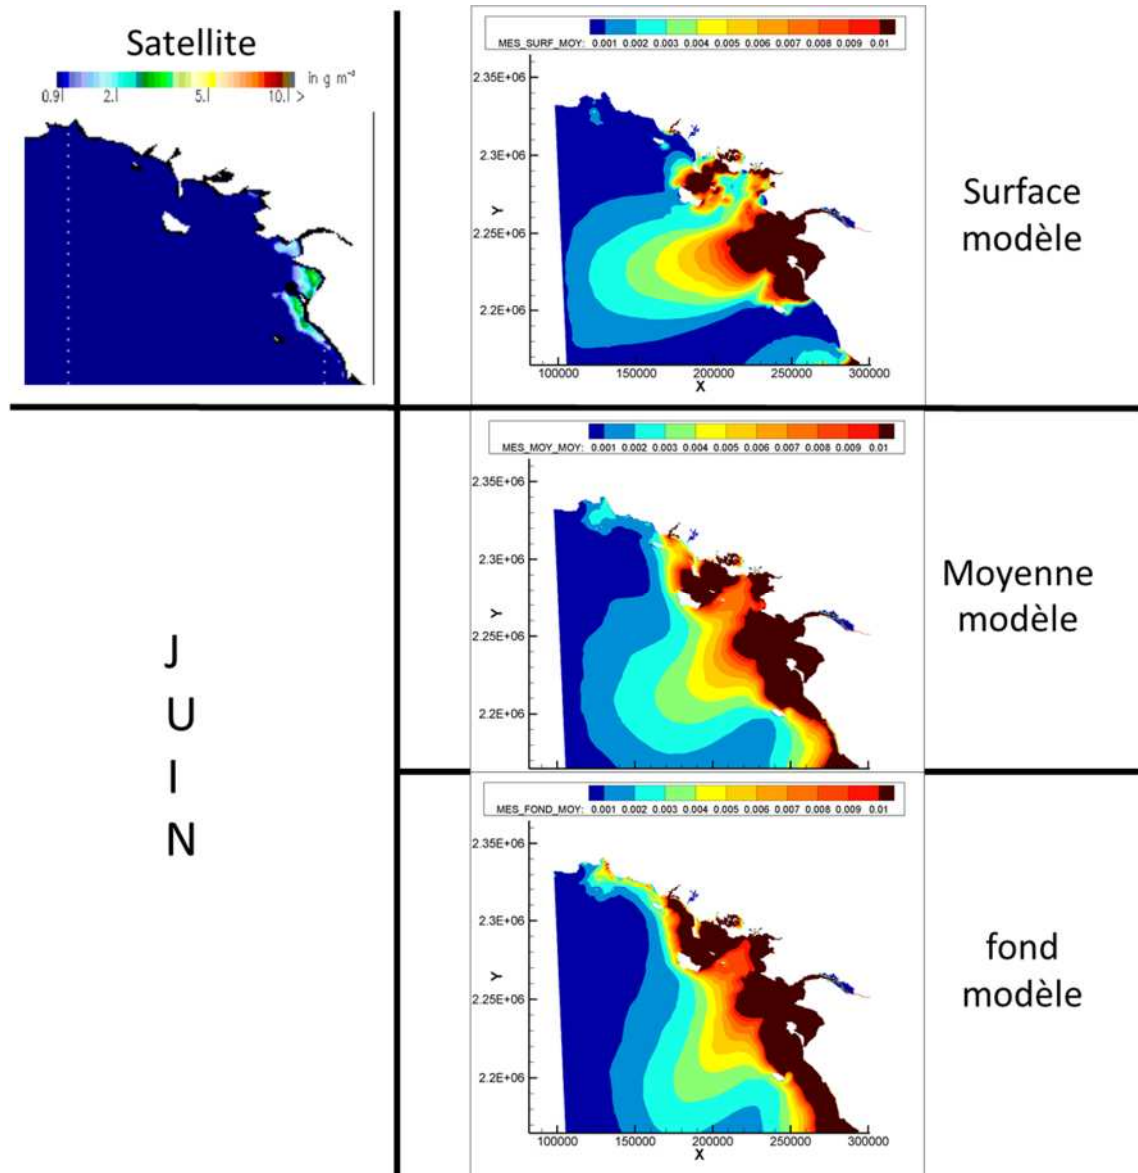 Satellite
in g m⁻³
0.9 2. 5. 10. >
MES_SURF_MOY: 0.001 0.002 0.003 0.004 0.005 0.006 0.007 0.008 0.009 0.01
2.35E+06
2.3E+06
Y
2.25E+06
2.2E+06
100000 150000 200000 250000 300000
X
Surface
modèle
J
U
I
N
MES_MOY_MOY: 0.001 0.002 0.003 0.004 0.005 0.006 0.007 0.008 0.009 0.01
2.35E+06
2.3E+06
Y
2.25E+06
2.2E+06
Moyenne
modèle
MES_FOND_MOY: 0.001 0.002 0.003 0.004 0.005 0.006 0.007 0.008 0.009 0.01
2.35E+06
2.3E+06
Y
2.25E+06
2.2E+06
100000 150000 200000 250000 300000
X
fond
modèle